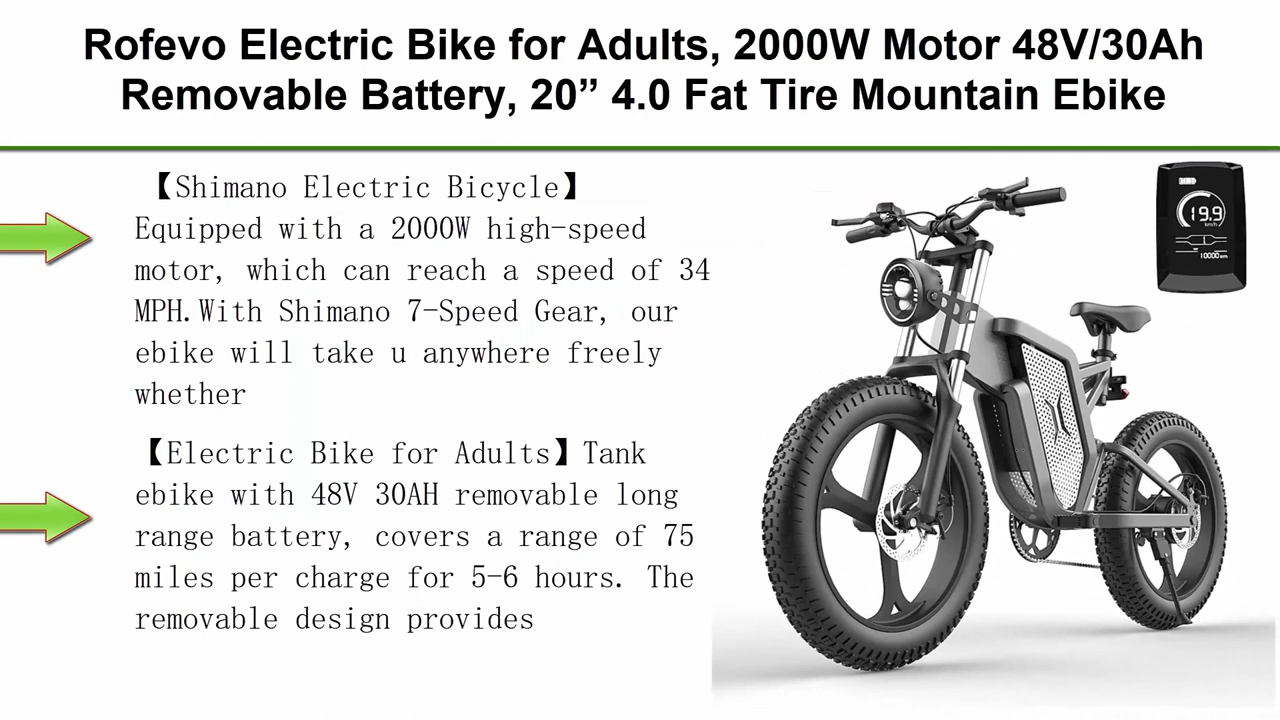 Rofevo Electric Bike for Adults, 2000W Motor 48V/30Ah
Removable Battery, 20” 4.0 Fat Tire Mountain Ebike
【Shimano Electric Bicycle】
Equipped with a 2000W high-speed
motor, which can reach a speed of 34
MPH.With Shimano 7-Speed Gear, our
ebike will take u anywhere freely
whether
【Electric Bike for Adults】Tank
ebike with 48V 30AH removable long
range battery, covers a range of 75
miles per charge for 5-6 hours. The
removable design provides
19.9
km/h
10000km